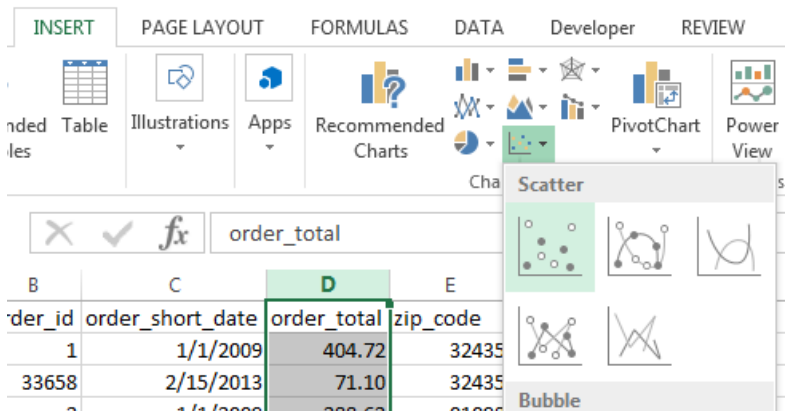 INSERT PAGE LAYOUT FORMULAS DATA Developer REVIEW
nded Table Illustrations Apps Recommended PivotChart Power
les Charts View
Cha
Scatter
s
fx order_total
B C D E
rder_id order_short_date order_total zip_code
1 1/1/2009 404.72 32435
33658 2/15/2013 71.10 32435
Bubble